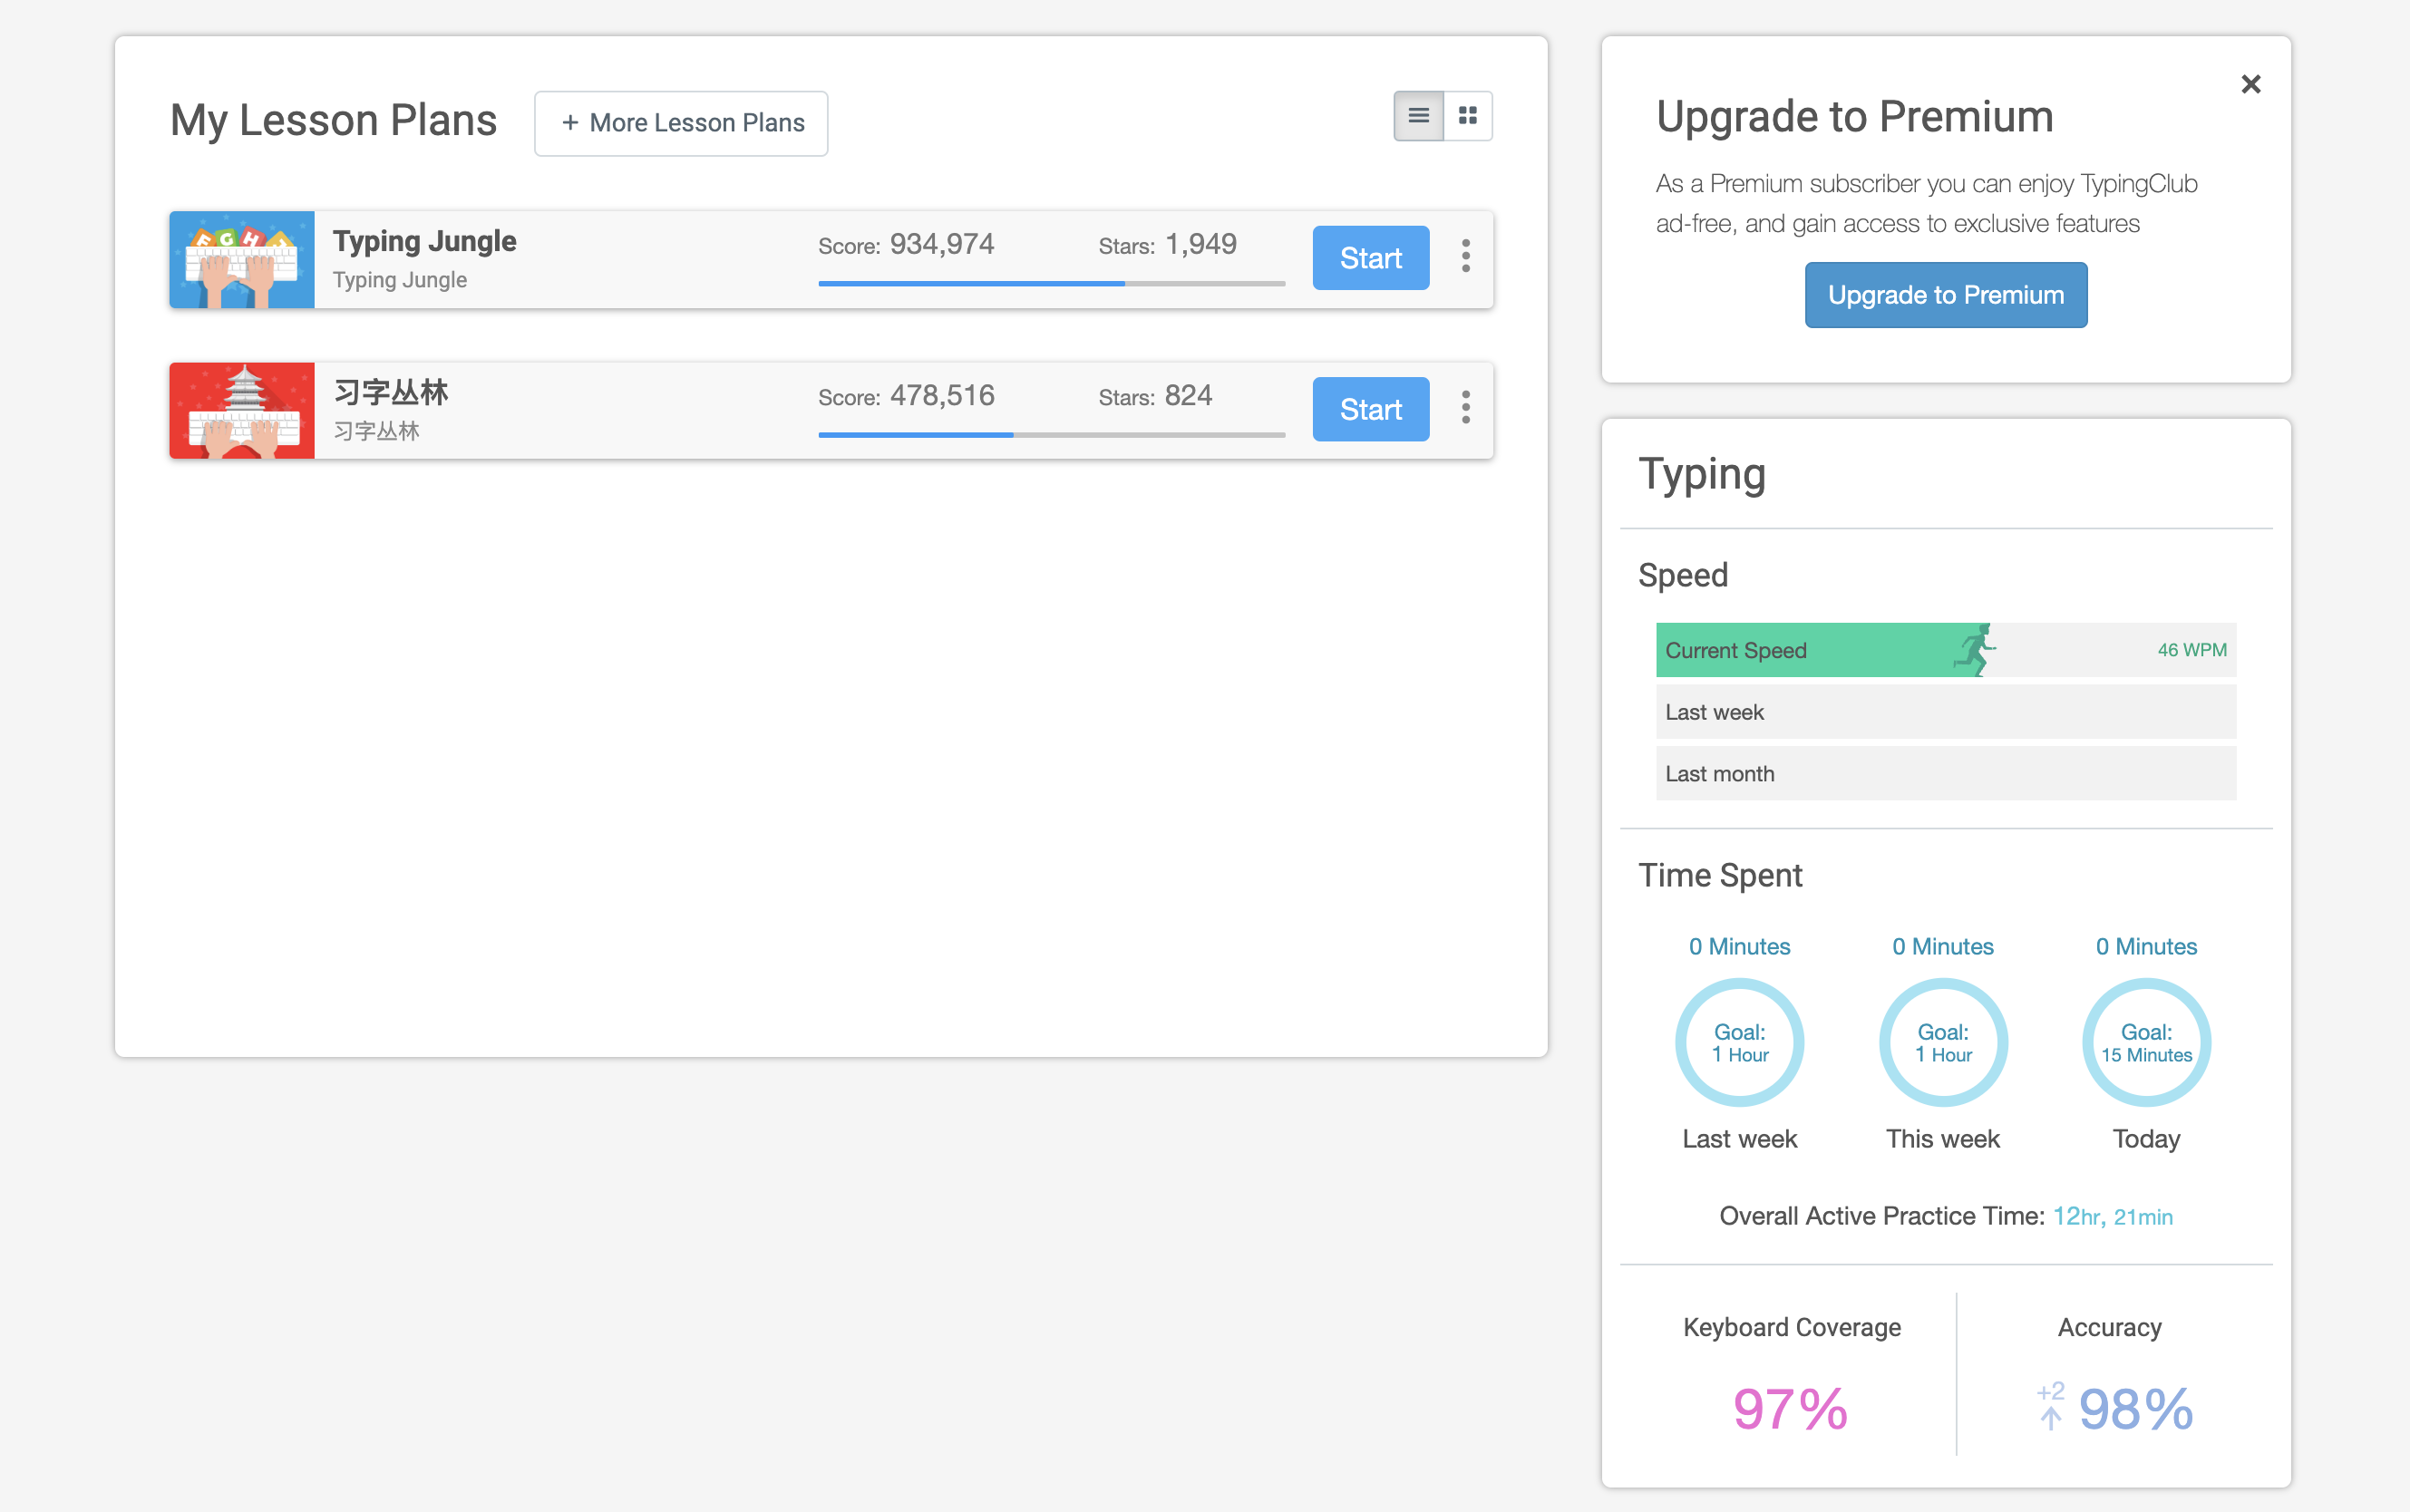 My Lesson Plans
+ More Lesson Plans
E G H J
Typing Jungle
Typing Jungle
Score: 934,974
Stars: 1,949
Start
习字丛林
习字丛林
Score: 478,516
Stars: 824
Start
Upgrade to Premium
As a Premium subscriber you can enjoy TypingClub
ad-free, and gain access to exclusive features
Upgrade to Premium
Typing
Speed
Current Speed
46 WPM
Last week
Last month
Time Spent
0 Minutes
Goal:
1 Hour
Last week
0 Minutes
Goal:
1 Hour
This week
0 Minutes
Goal:
15 Minutes
Today
Overall Active Practice Time: 12hr, 21min
Keyboard Coverage
97%
Accuracy
+2
98%